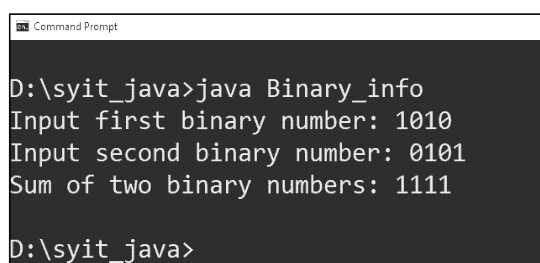 Command Prompt
D:\syit_java>java Binary_info
Input first binary number: 1010
Input second binary number: 0101
Sum of two binary numbers: 1111
D:\syit_java>